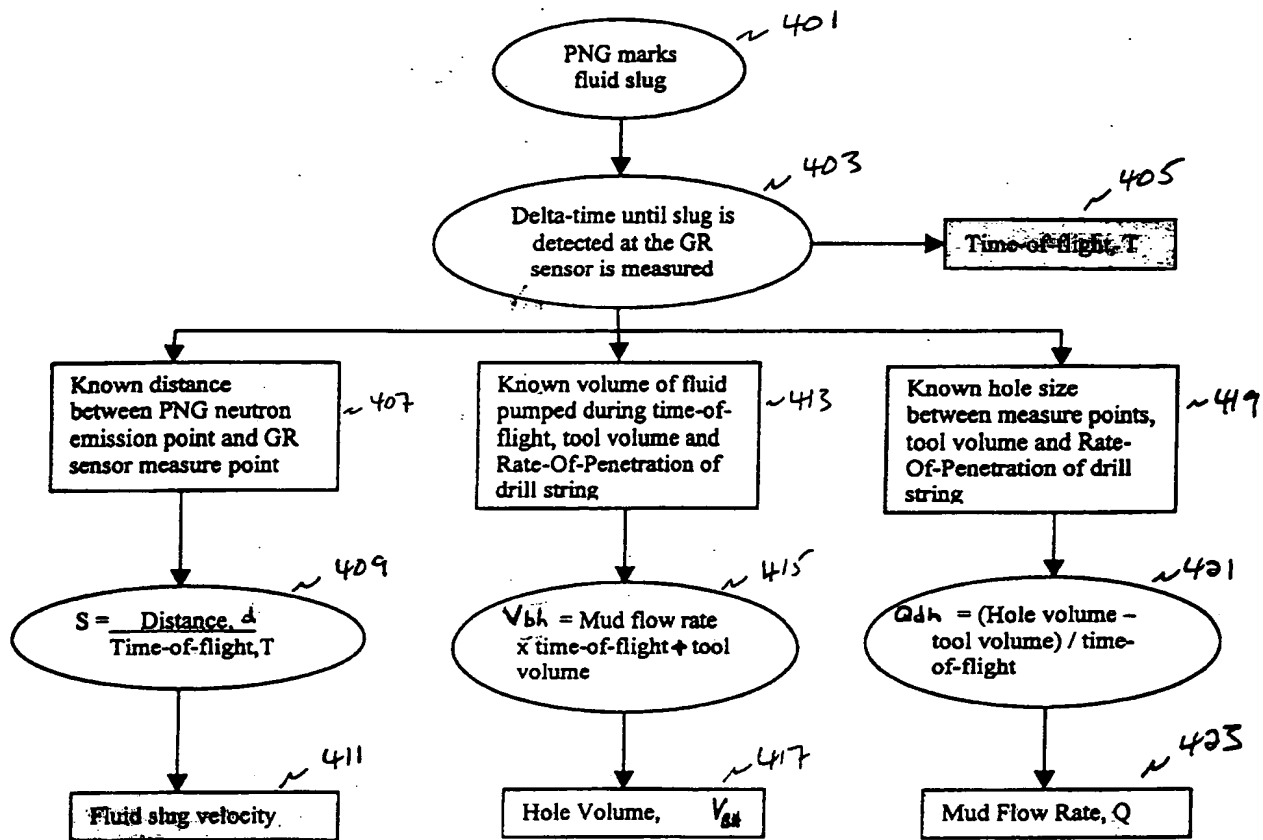 401
PNG marks
fluid slug
403
405
Delta-time until slug is
detected at the GR
sensor is measured
Time-of-flight, T
Known distance
between PNG neutron
emission point and GR
sensor measure point
407
Known volume of fluid
pumped during time-of-
flight, tool volume and
Rate-Of-Penetration of
drill string
413
Known hole size
between measure points,
tool volume and Rate-
Of-Penetration of drill
string
419
409
S = Distance, d
Time-of-flight, T
415
Vbh = Mud flow rate
x time-of-flight + tool
volume
421
Qdh = (Hole volume –
tool volume) / time-
of-flight
411
Fluid slug velocity
417
Hole Volume,
423
Mud Flow Rate, Q